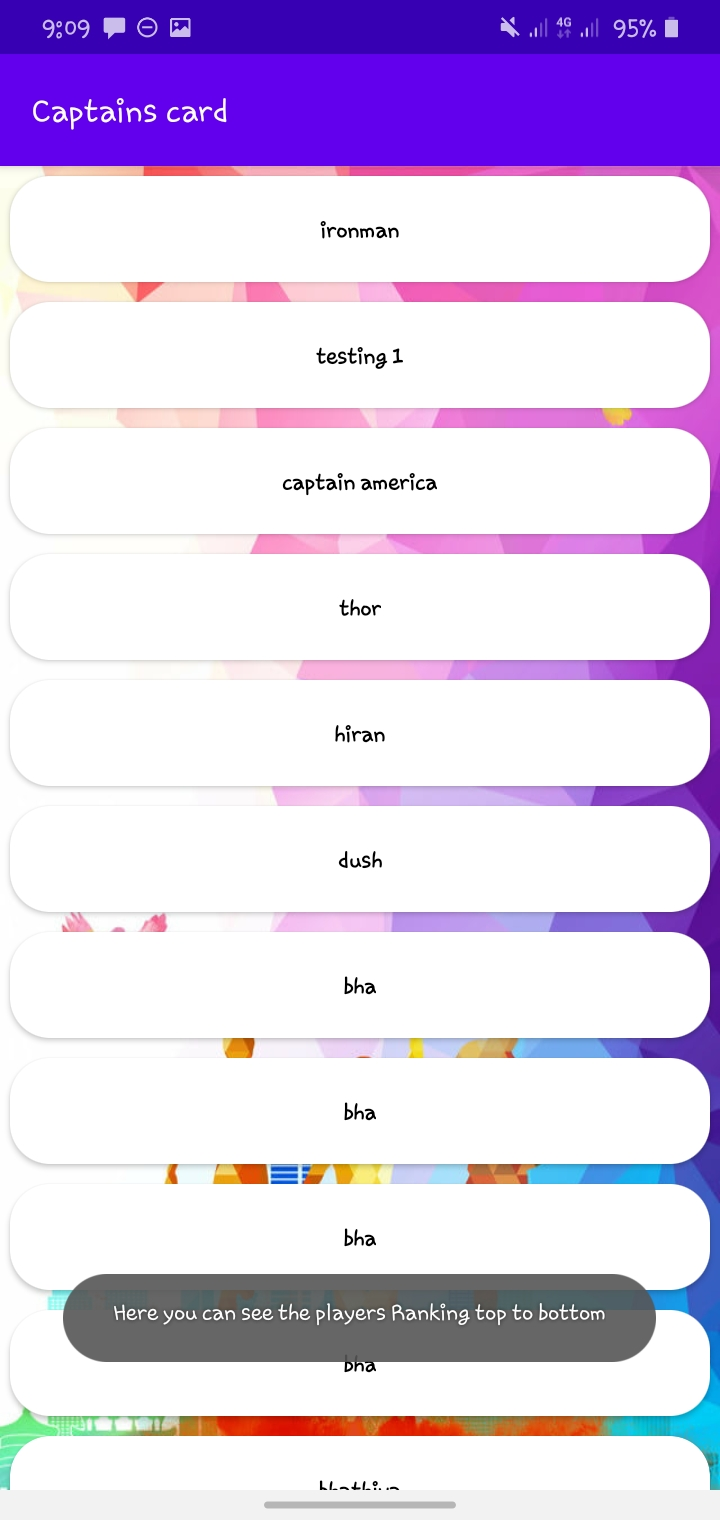 9:09
4G
95%
Captains card
ironman
testing 1
captain america
thor
hiran
dush
bha
bha
bha
Here you can see the players Ranking top to bottom
bha